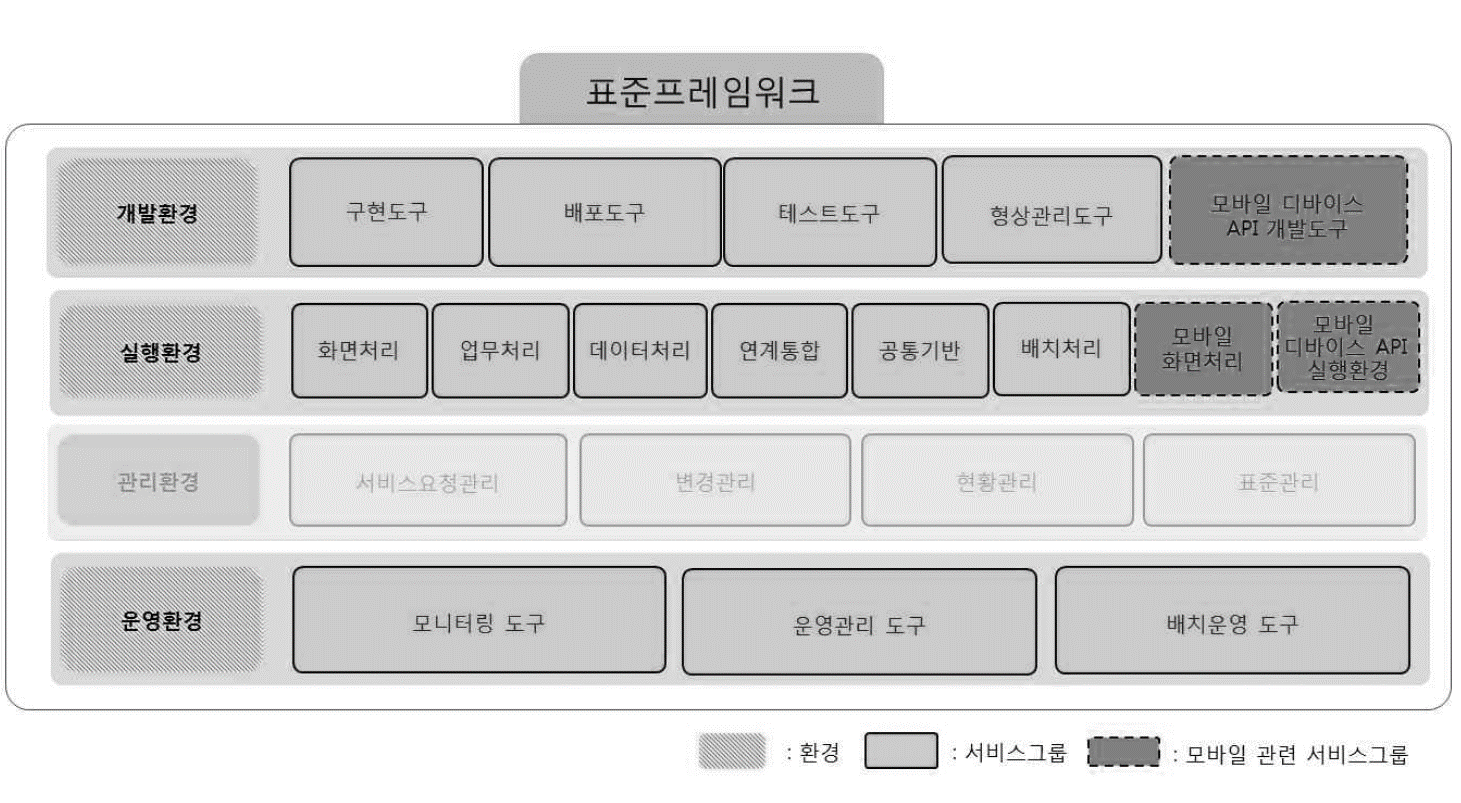 표준프레임워크
개발환경
구현도구
배포도구
테스트도구
형상관리도구
모바일 디바이스
API 개발도구
실행환경
화면처리
업무처리
데이터처리
연계통합
공통기반
배치처리
모바일
화면처리
모바일
디바이스 API
실행환경
관리환경
서비스요청관리
변경관리
현황관리
표준관리
운영환경
모니터링 도구
운영관리 도구
배치운영 도구
: 환경
: 서비스그룹
: 모바일 관련 서비스그룹